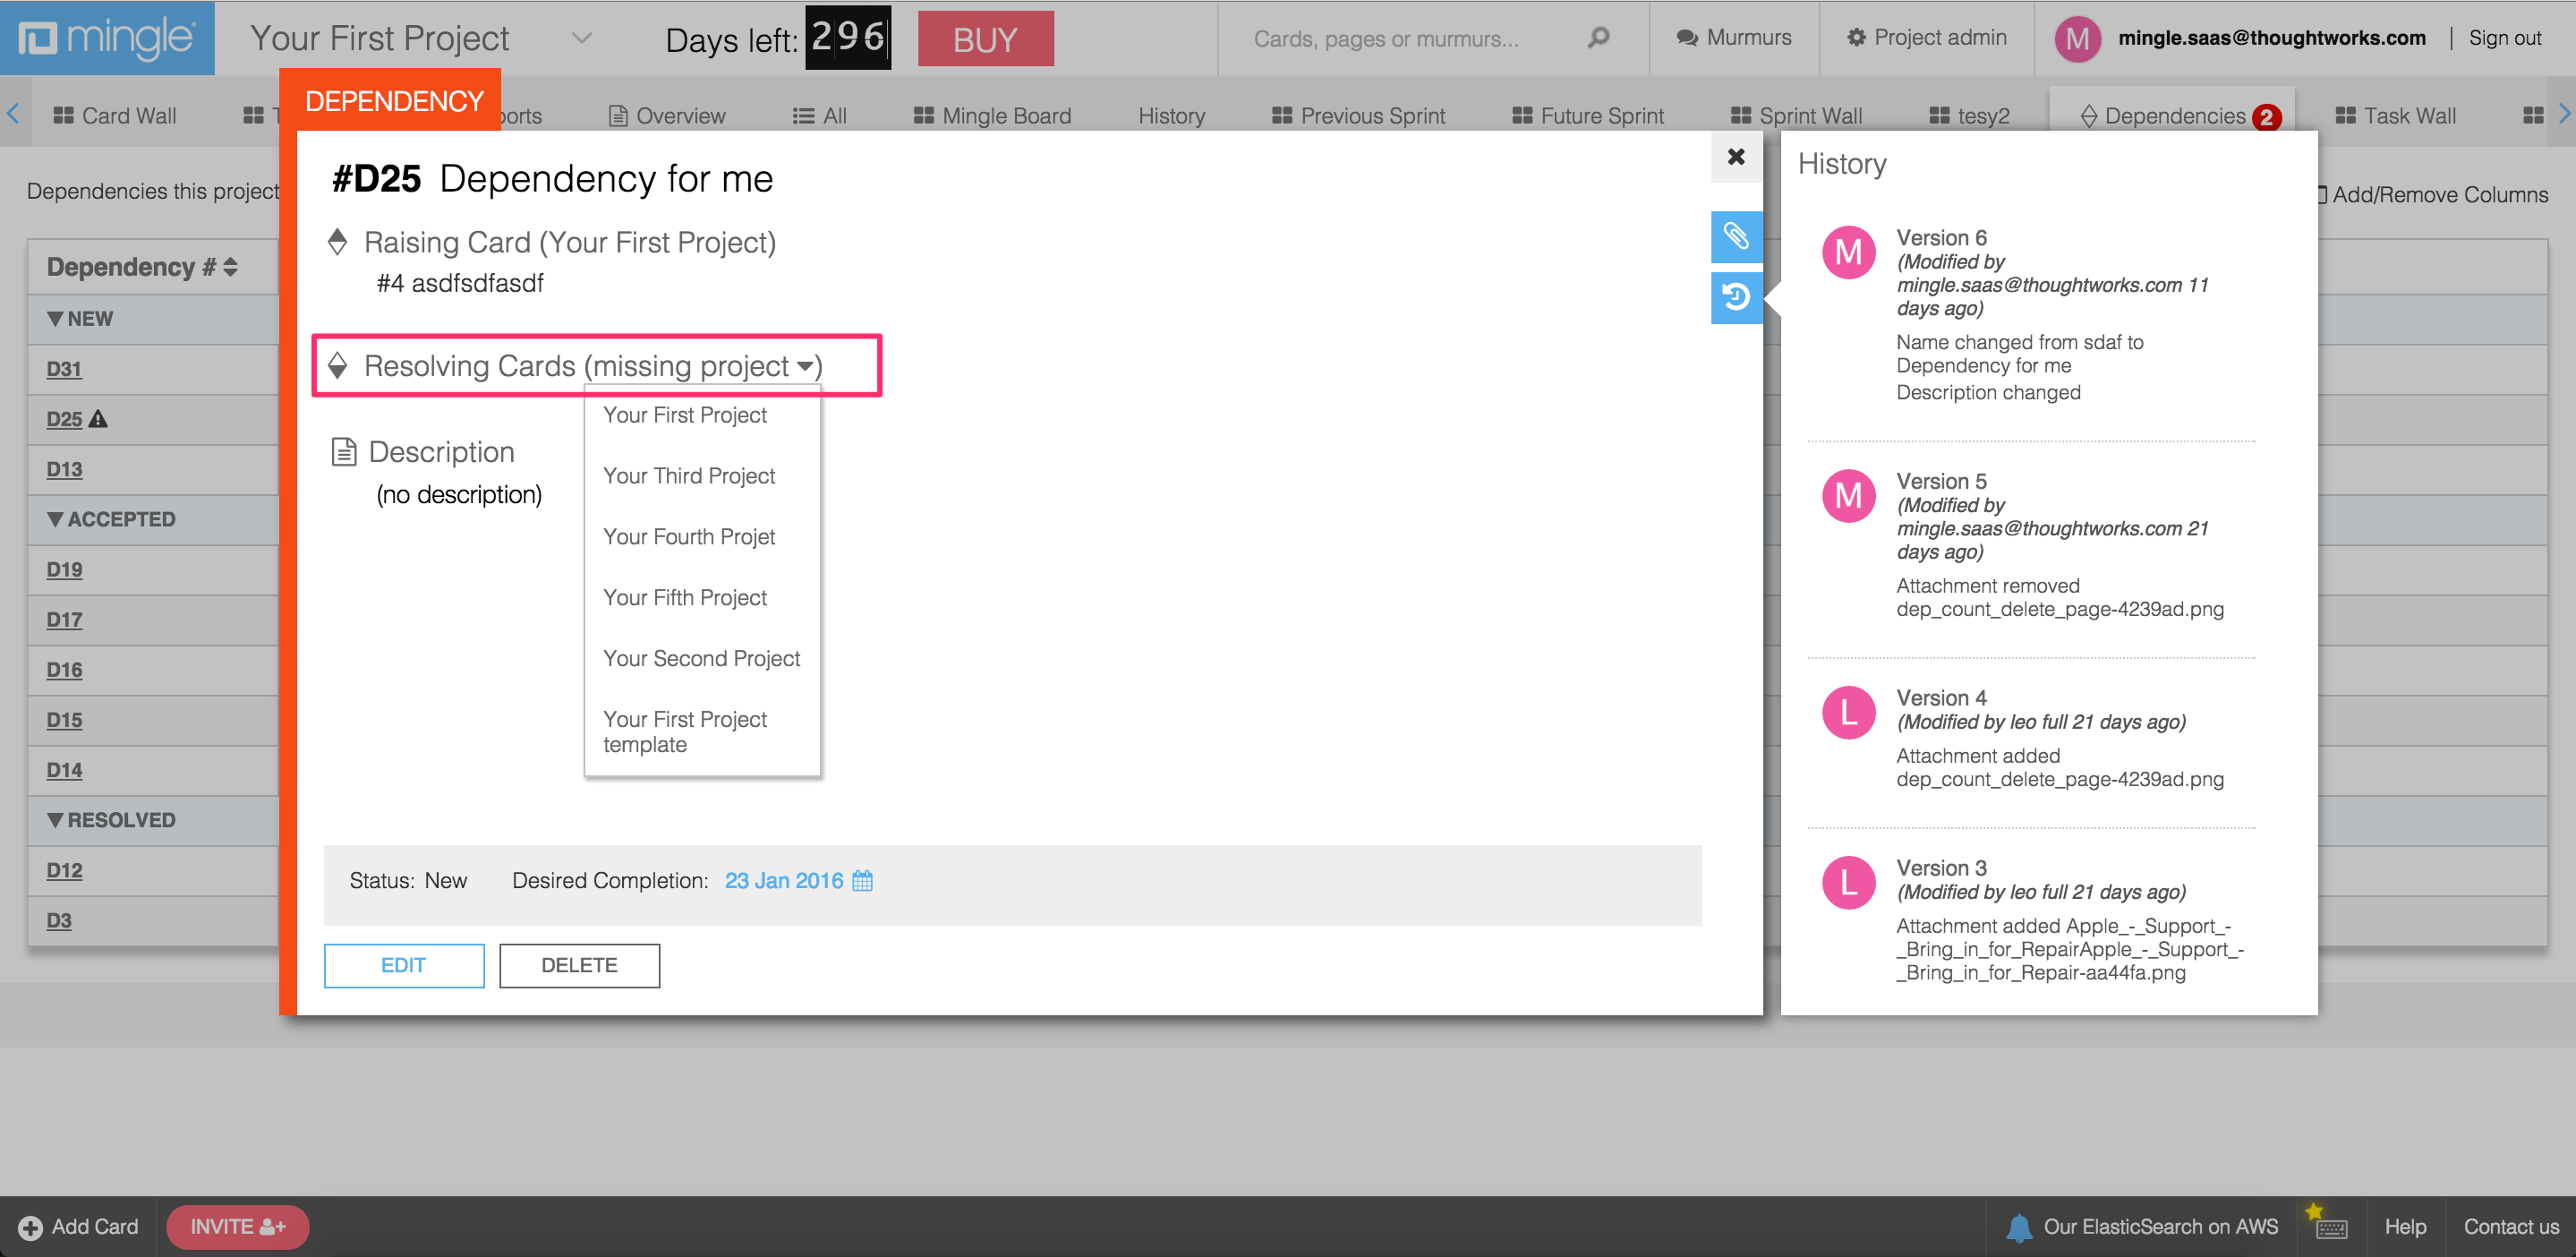 mingle
Your First Project
Days left: 296
BUY
Cards, pages or murmurs...
Murmurs
Project admin
M
mingle.saas@thoughtworks.com | Sign out
Card Wall
T
DEPENDENCY
ports
Overview
All
Mingle Board
History
Previous Sprint
Future Sprint
Sprint Wall
tesy2
Dependencies 2
Task Wall
Dependencies this project
Add/Remove Columns
Dependency #
NEW
D31
D25
D13
ACCEPTED
D19
D17
D16
D15
D14
RESOLVED
D12
D3
#D25 Dependency for me
Raising Card (Your First Project)
#4 asdfsdfasdf
Resolving Cards (missing project )
Your First Project
Your Third Project
Your Fourth Projet
Your Fifth Project
Your Second Project
Your First Project
template
Description
(no description)
Status: New Desired Completion: 23 Jan 2016
EDIT
DELETE
History
M
Version 6
(Modified by
mingle.saas@thoughtworks.com 11
days ago)
Name changed from sdaf to
Dependency for me
Description changed
M
Version 5
(Modified by
mingle.saas@thoughtworks.com 21
days ago)
Attachment removed
dep_count_delete_page-4239ad.png
L
Version 4
(Modified by leo full 21 days ago)
Attachment added
dep_count_delete_page-4239ad.png
L
Version 3
(Modified by leo full 21 days ago)
Attachment added Apple_-_Support_-
_Bring_in_for_RepairApple_-_Support_-
_Bring_in_for_Repair-aa44fa.png
Add Card
INVITE
Our ElasticSearch on AWS
Help
Contact us